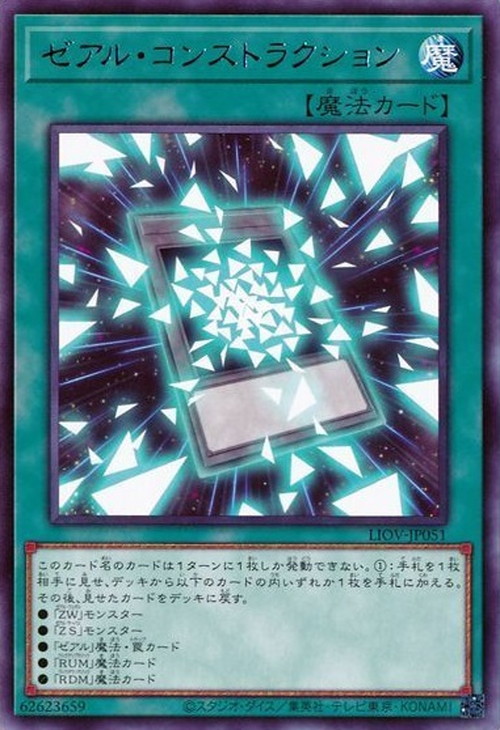 ゼアル・コンストラクション
魔
【魔法カード】
LIOV-JP051
このカード名のカードは1ターンに1枚しか発動できない。①:手札を1枚
相手に見せ、デッキから以下のカードの内いずれか1枚を手札に加える。
その後、見せたカードをデッキに戻す。
●「ZW」モンスター
●「ZS」モンスター
●「ゼアル」魔法・罠カード
●「RUM」魔法カード
●「RDM」魔法カード
62623659
©スタジオ・ダイス/集英社・テレビ東京・KONAMI